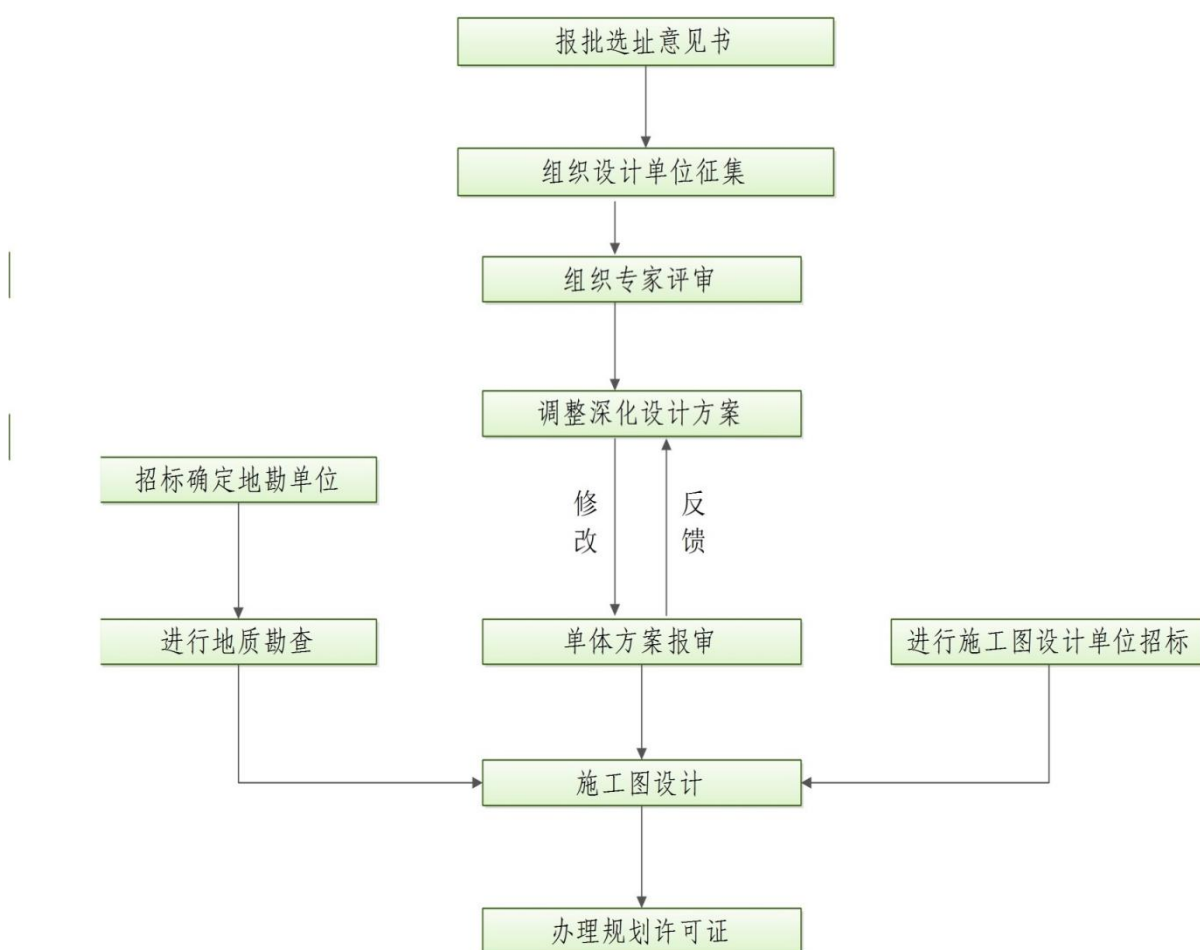 报批选址意见书
组织设计单位征集
组织专家评审
调整深化设计方案
招标确定地勘单位
修改
反馈
进行地质勘查
单体方案报审
进行施工图设计单位招标
施工图设计
办理规划许可证